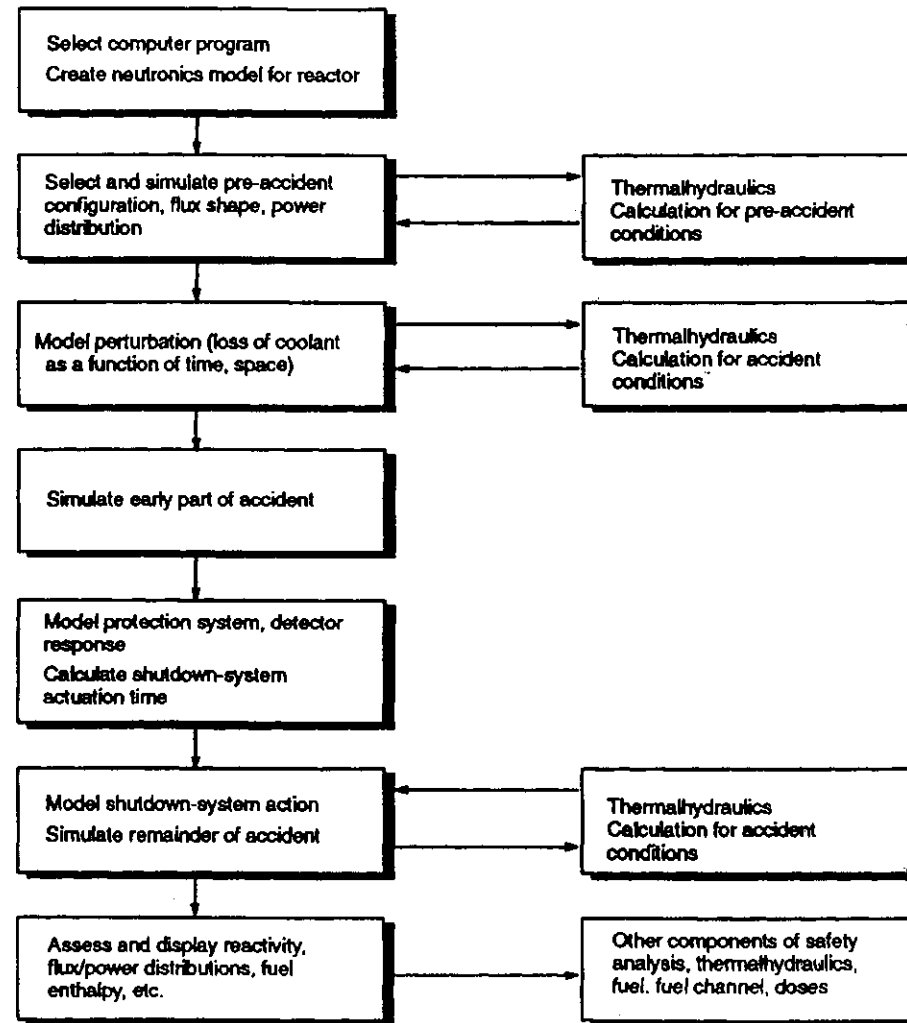 Select computer program
Create neutronics model for reactor
Select and simulate pre-accident
configuration, flux shape, power
distribution
Thermalhydraulics
Calculation for pre-accident
conditions
Model perturbation (loss of coolant
as a function of time, space)
Thermalhydraulics
Calculation for accident
conditions
Simulate early part of accident
Model protection system, detector
response
Calculate shutdown-system
actuation time
Model shutdown-system action
Simulate remainder of accident
Thermalhydraulics
Calculation for accident
conditions
Assess and display reactivity,
flux/power distributions, fuel
enthalpy, etc.
Other components of safety
analysis, thermalhydraulics,
fuel. fuel channel, doses